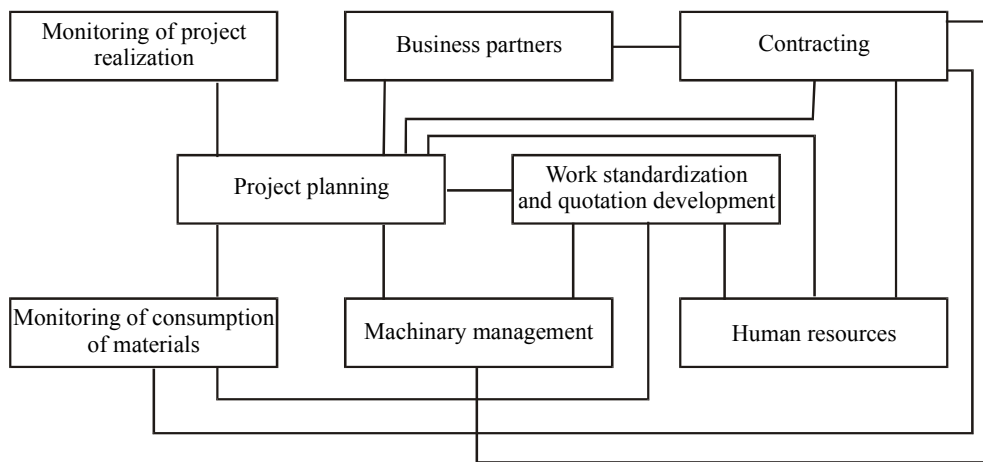 Monitoring of project
realization
Business partners
Contracting
Project planning
Work standardization
and quotation development
Monitoring of consumption
of materials
Machinary management
Human resources